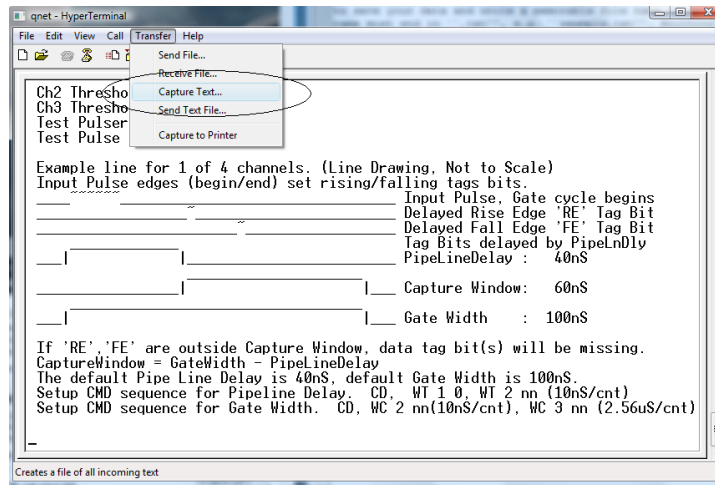 qnet - HyperTerminal
File Edit View Call Transfer Help
Send File...
Receive File...
Capture Text...
Send Text File...
Capture to Printer
Ch2 Thresho
Ch3 Thresho
Test Pulser
Test Pulse
Example line for 1 of 4 channels. (Line Drawing, Not to Scale)
Input Pulse edges (begin/end) set rising/falling tags bits.
Input Pulse, Gate cycle begins
Delayed Rise Edge 'RE' Tag Bit
Delayed Fall Edge 'FE' Tag Bit
Tag Bits delayed by PipeLnDly
PipeLineDelay : 40nS
Capture Window: 60nS
Gate Width : 100nS
If 'RE','FE' are outside Capture Window, data tag bit(s) will be missing.
CaptureWindow = GateWidth - PipeLineDelay
The default Pipe Line Delay is 40nS, default Gate Width is 100nS.
Setup CMD sequence for Pipeline Delay. CD, WT 1 0, WT 2 nn (10nS/cnt)
Setup CMD sequence for Gate Width. CD, WC 2 nn(10nS/cnt), WC 3 nn (2.56uS/cnt)
Creates a file of all incoming text